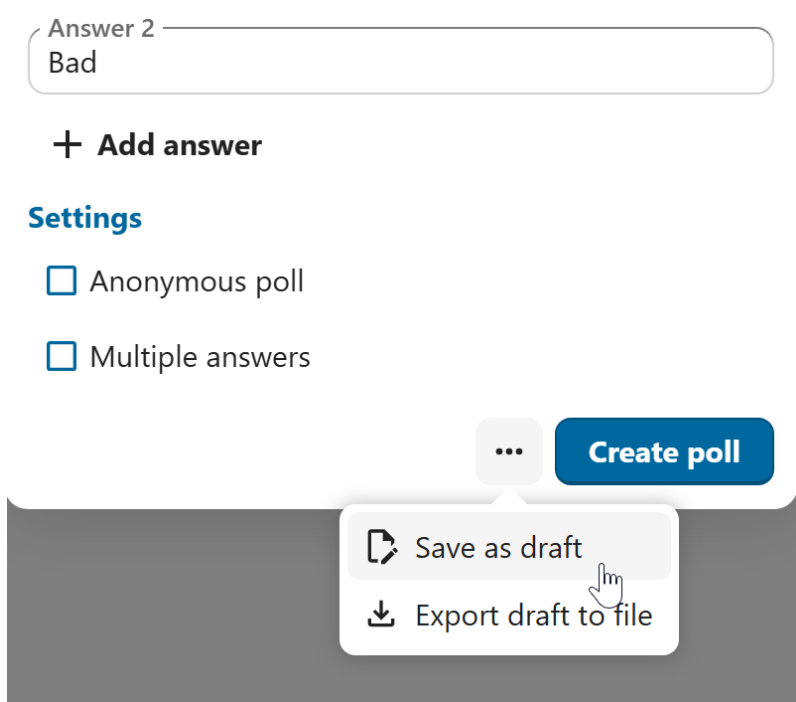 Answer 2
Bad
Add answer
Settings
Anonymous poll
Multiple answers
Create poll
Save as draft
Export draft to file